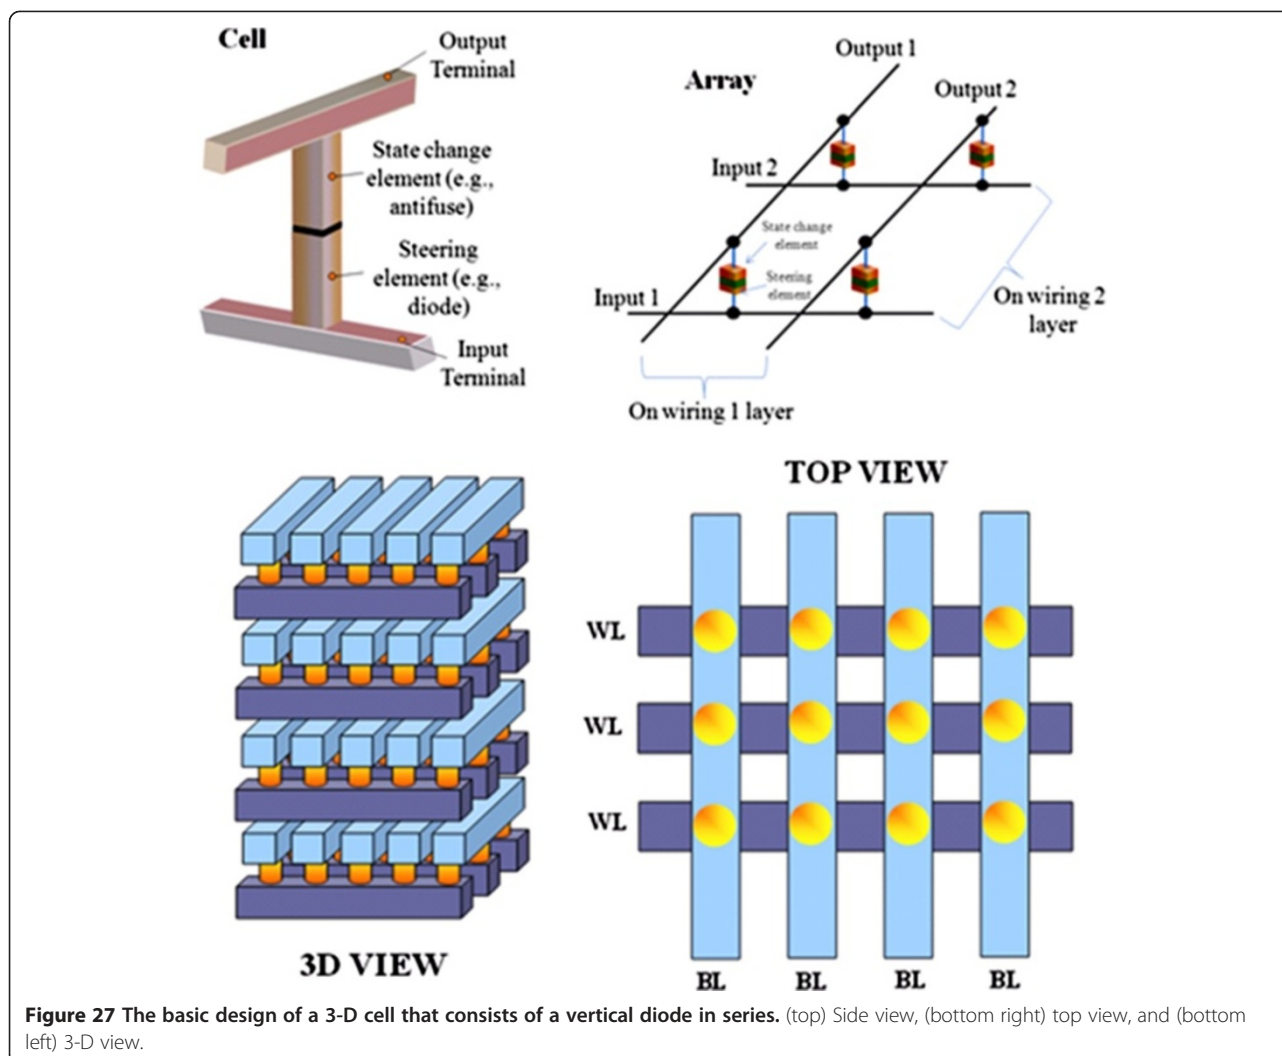 Cell
Output
Terminal
State change
element (e.g.,
antifuse)
Steering
element (e.g.,
diode)
Input
Terminal
Array
Output 1
Output 2
Input 2
State change
element
Steering
element
Input 1
On wiring 2
layer
On wiring 1 layer
3D VIEW
TOP VIEW
WL
WL
WL
BL BL BL BL
Figure 27 The basic design of a 3-D cell that consists of a vertical diode in series. (top) Side view, (bottom right) top view, and (bottom
left) 3-D view.